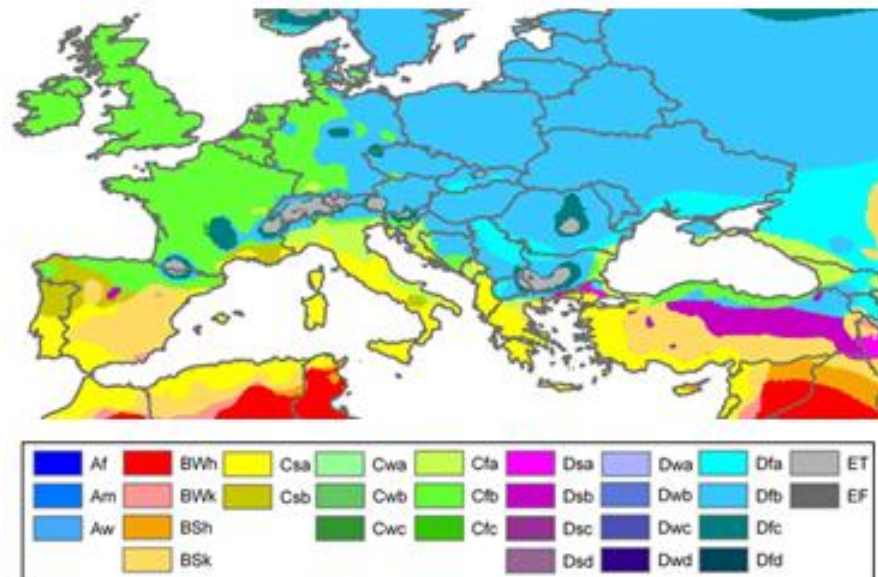 Af BWh Csa Cwa Cfa Dsa Dwa Dfa ET
Am BWk Csb Cwb Cfb Dsb Dwb Dfb EF
Aw BSh Cwc Cfc Dsc Dwc Dfc
BSk Dsd Dwd Dfd